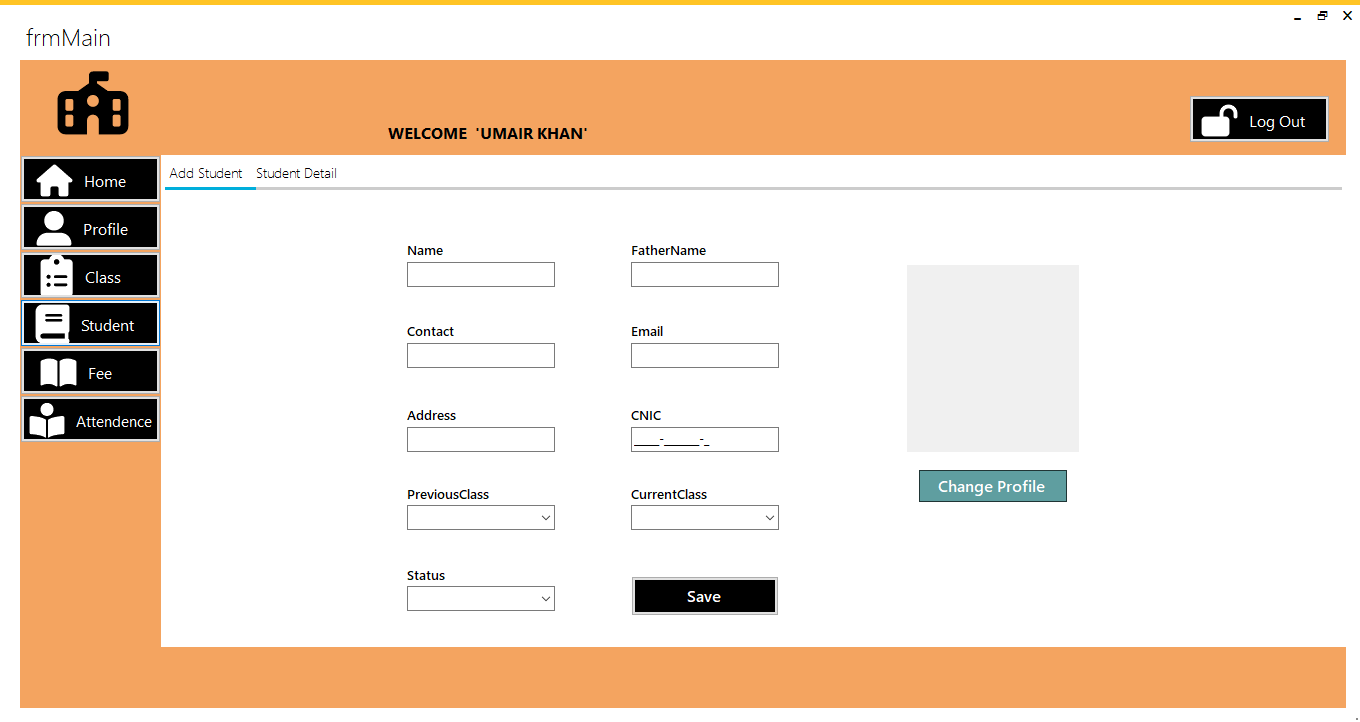 frmMain
WELCOME 'UMAIR KHAN'
Log Out
Home
Profile
Class
Student
Fee
Attendence
Add Student Student Detail
Name FatherName
Contact Email
Address CNIC
_____-_______-_
PreviousClass CurrentClass
Change Profile
Status
Save